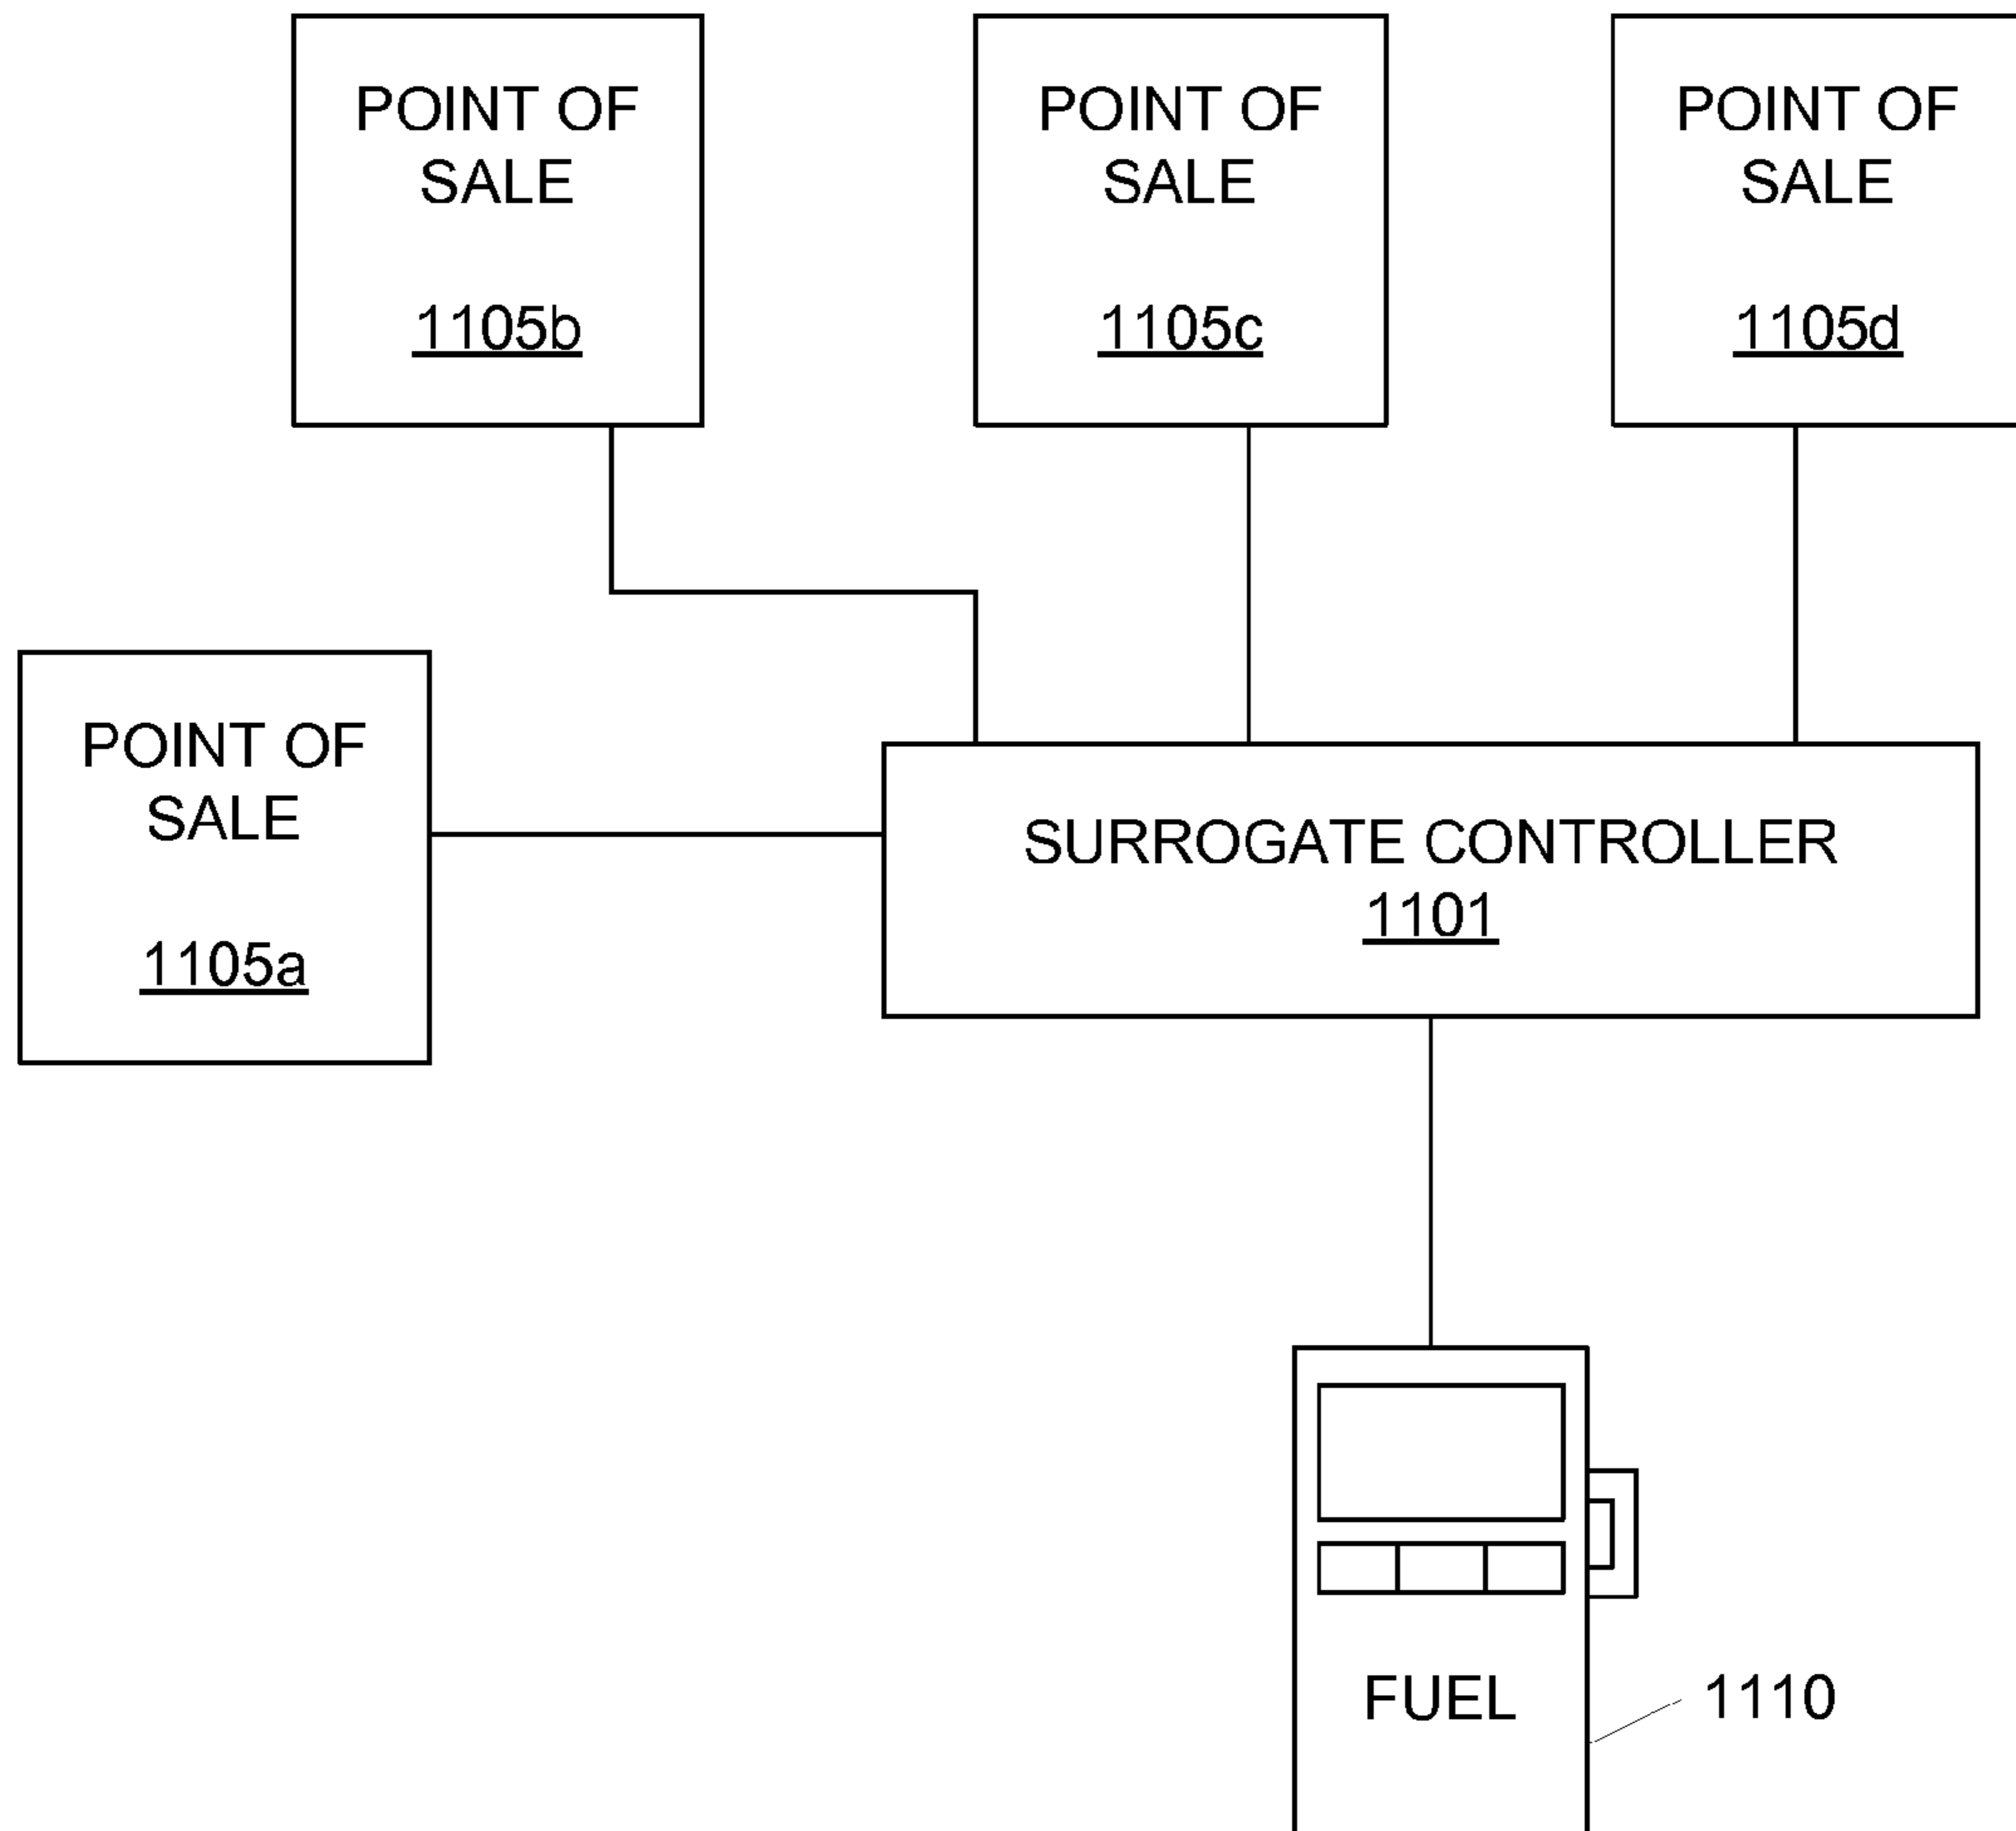 POINT OF
SALE
1105b
POINT OF
SALE
1105c
POINT OF
SALE
1105d
POINT OF
SALE
1105a
SURROGATE CONTROLLER
1101
FUEL
1110